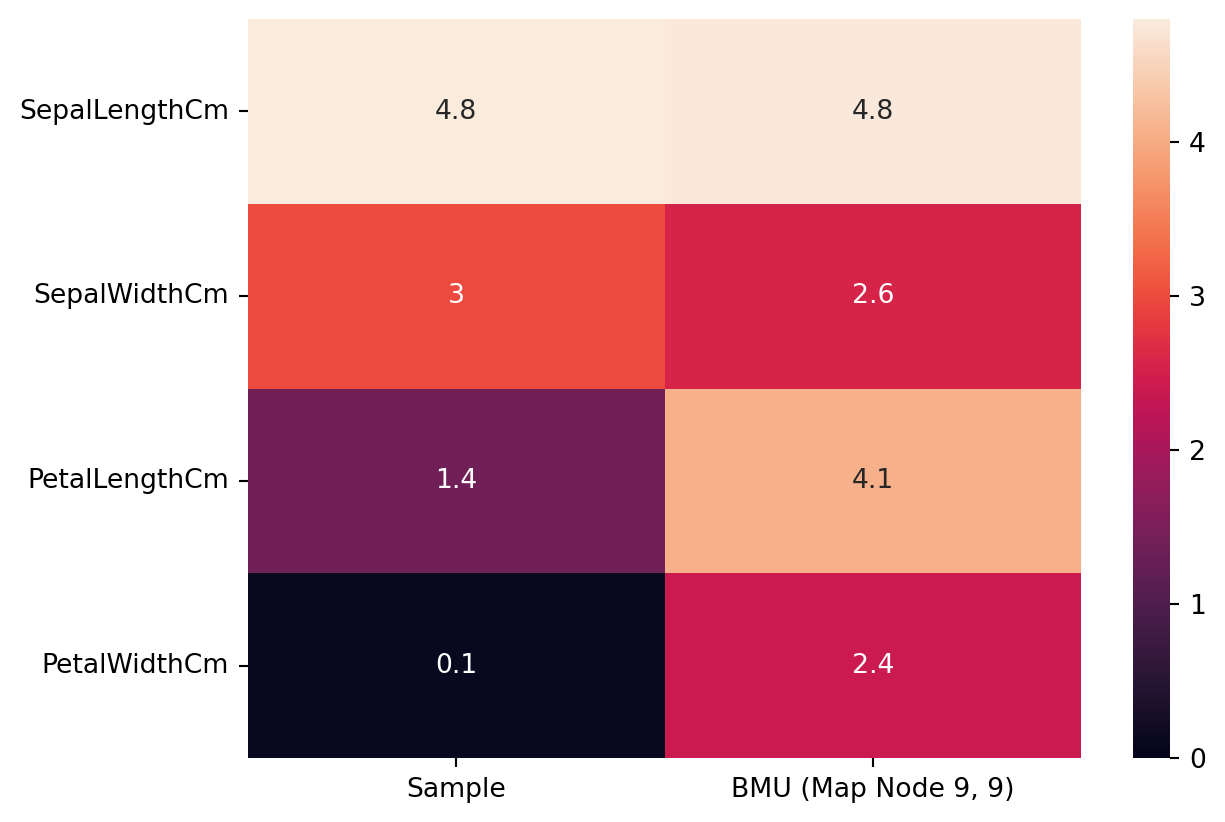 SepalLengthCm 4.8 4.8
4
SepalWidthCm 3 2.6
3
2
PetalLengthCm 1.4 4.1
1
PetalWidthCm 0.1 2.4
0
Sample BMU (Map Node 9, 9)